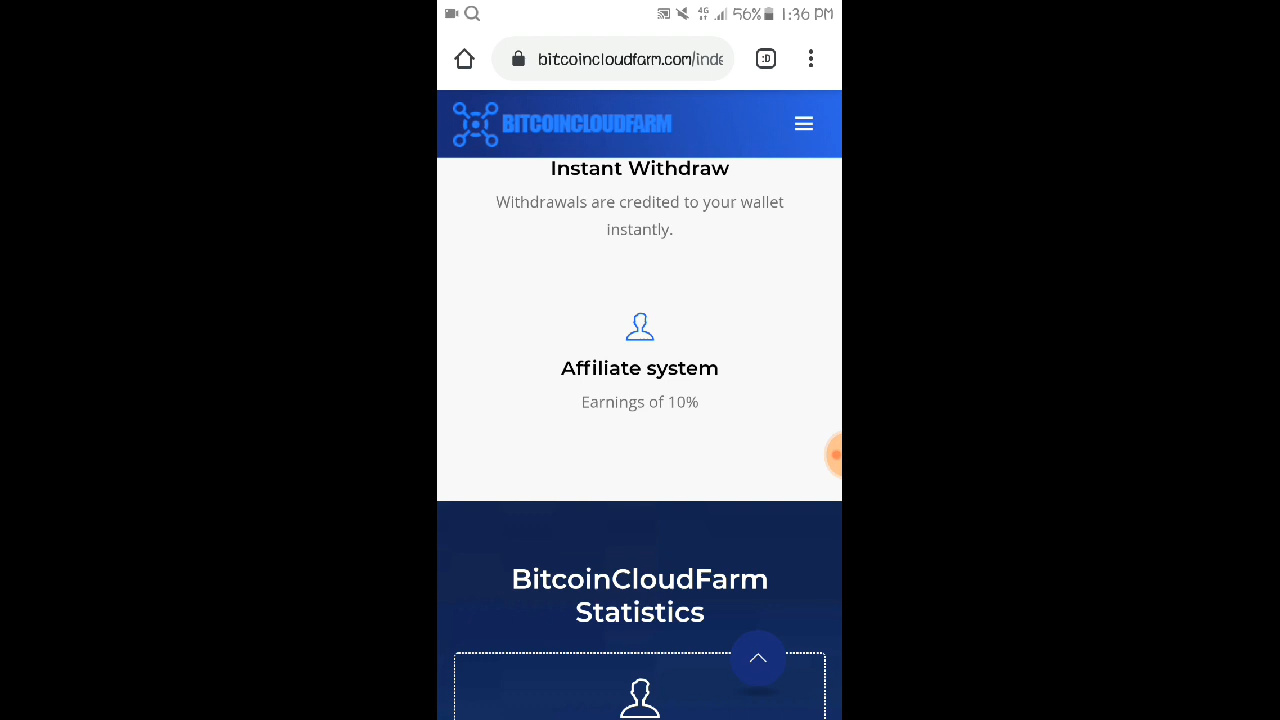 56% 1:36 PM
bitcoincloudfarm.com/inde
:D
BITCOINCLOUDFARM
Instant Withdraw
Withdrawals are credited to your wallet
instantly.
Affiliate system
Earnings of 10%
BitcoinCloudFarm
Statistics